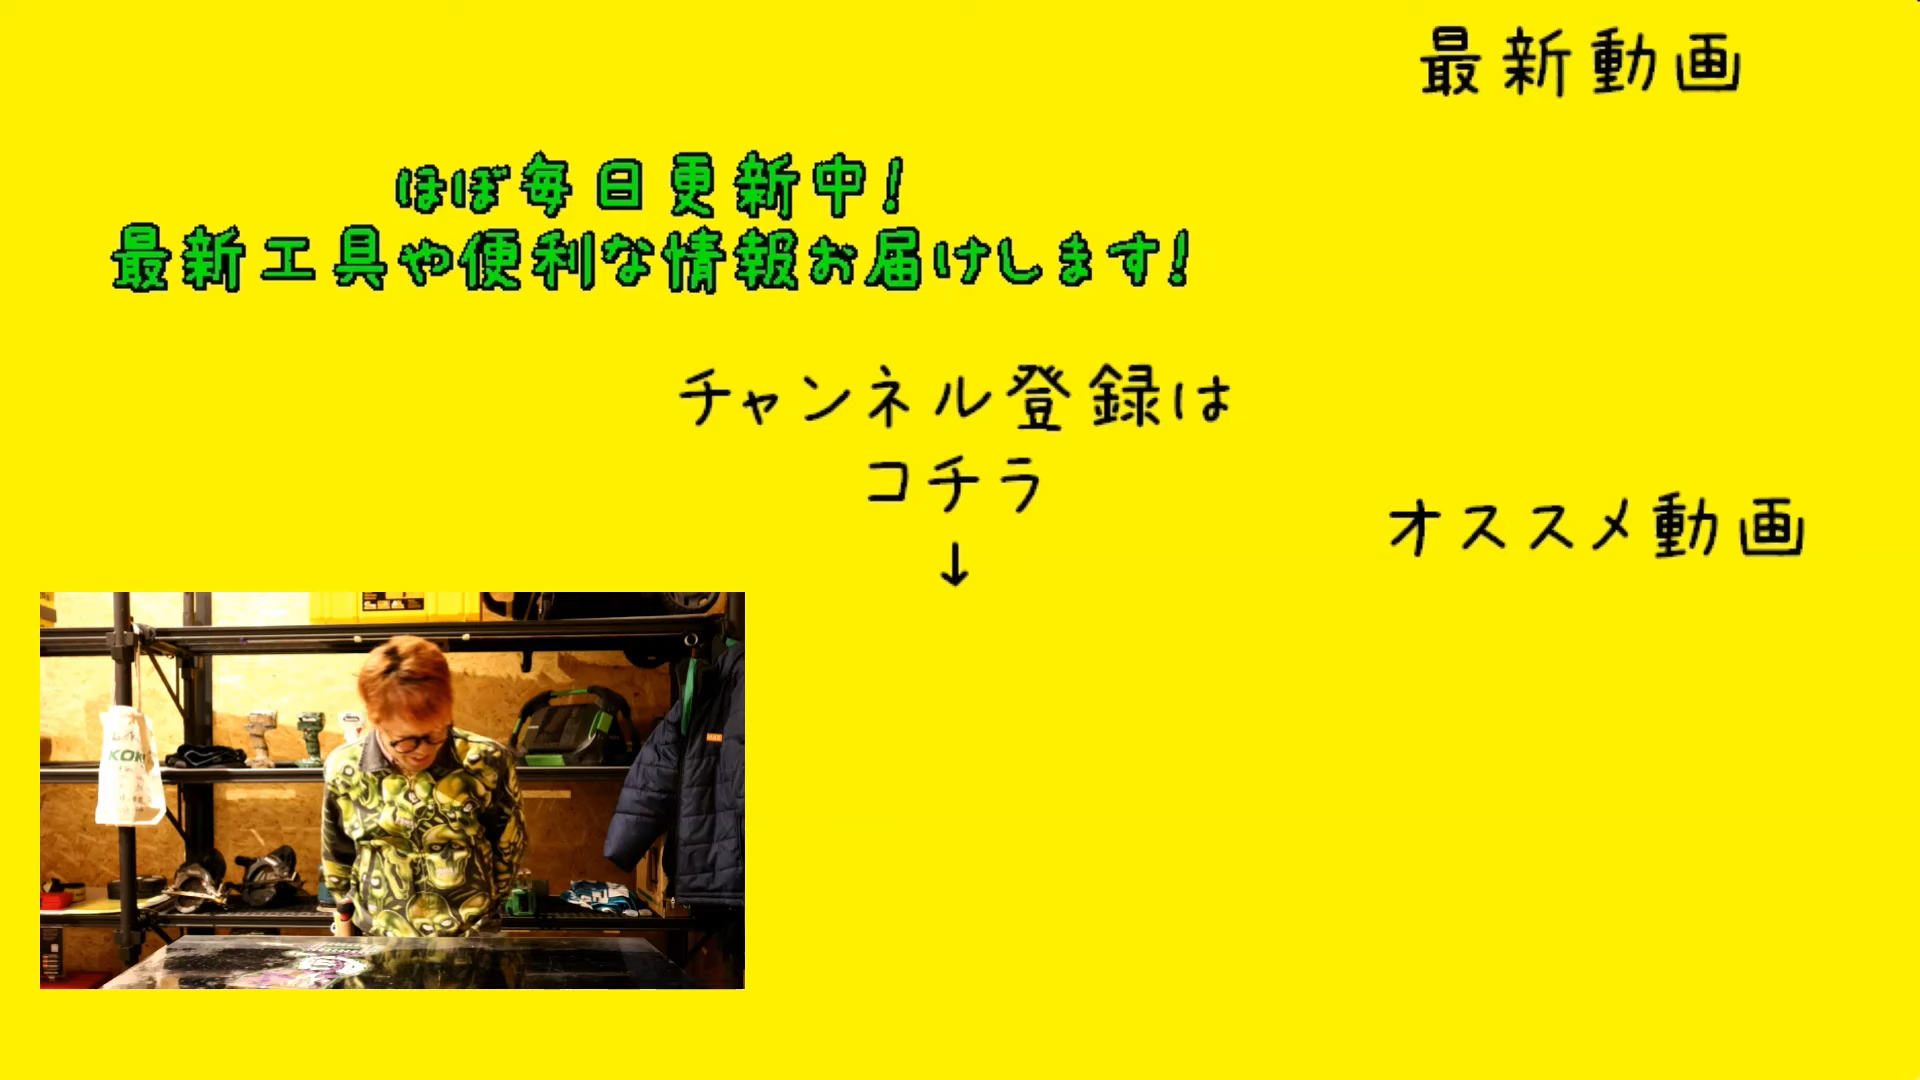 最新動画
ほぼ毎日更新中!
最新工具や便利な情報お届けします!
チャンネル登録は
コチラ
↓
オススメ動画